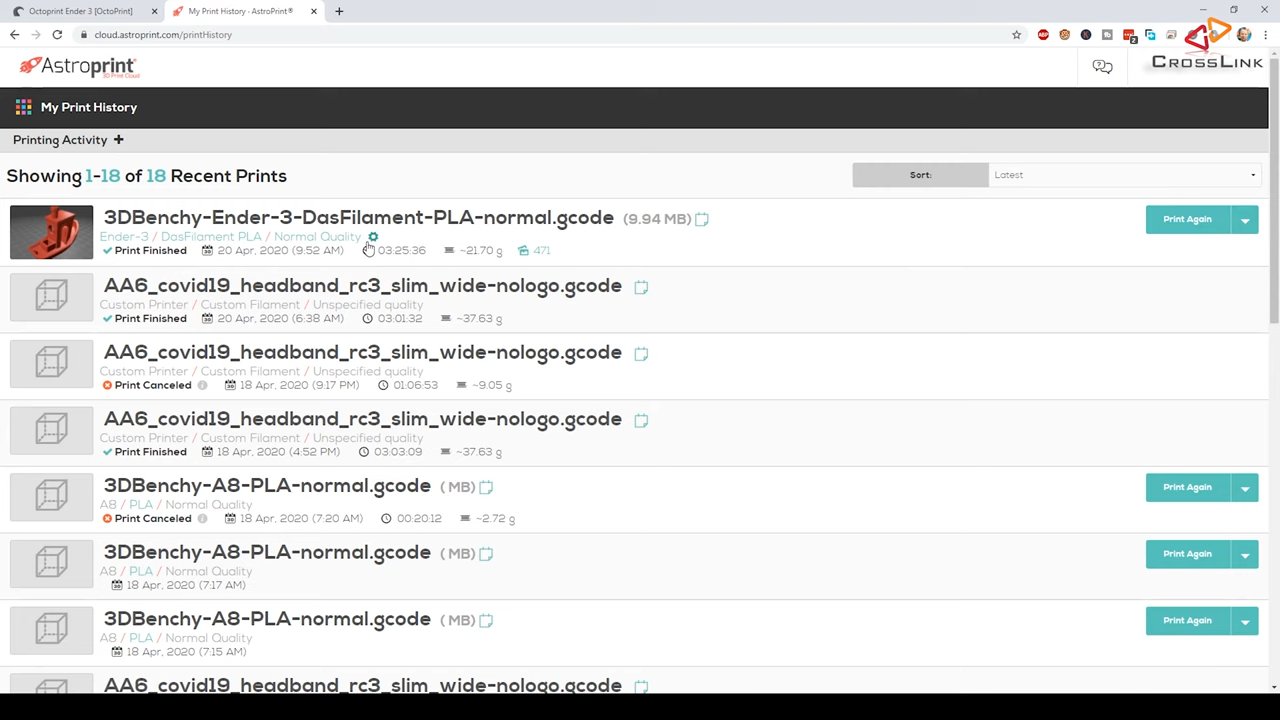 Octoprint Ender 3 [OctoPrint]
My Print History - AstroPrint®
cloud.astroprint.com/printHistory
Astroprint
3D Print Cloud
CROSSLINK
My Print History
Printing Activity
Showing 1-18 of 18 Recent Prints
Sort: Latest
3DBenchy-Ender-3-DasFilament-PLA-normal.gcode (9.94 MB)
Print Again
Ender-3 / DasFilament PLA / Normal Quality
Print Finished 20 Apr, 2020 (9:52 AM) 03:25:36 ~21.70 g 471
AA6_covid19_headband_rc3_slim_wide-nologo.gcode
Custom Printer / Custom Filament / Unspecified quality
Print Finished 20 Apr, 2020 (6:38 AM) 03:01:32 ~37.63 g
AA6_covid19_headband_rc3_slim_wide-nologo.gcode
Custom Printer / Custom Filament / Unspecified quality
Print Canceled 18 Apr, 2020 (9:17 PM) 01:06:53 ~9.05 g
AA6_covid19_headband_rc3_slim_wide-nologo.gcode
Custom Printer / Custom Filament / Unspecified quality
Print Finished 18 Apr, 2020 (4:52 PM) 03:03:09 ~37.63 g
3DBenchy-A8-PLA-normal.gcode ( MB)
Print Again
A8 / PLA / Normal Quality
Print Canceled 18 Apr, 2020 (7:20 AM) 00:20:12 ~2.72 g
3DBenchy-A8-PLA-normal.gcode ( MB)
Print Again
A8 / PLA / Normal Quality
18 Apr, 2020 (7:17 AM)
3DBenchy-A8-PLA-normal.gcode ( MB)
Print Again
A8 / PLA / Normal Quality
18 Apr, 2020 (7:15 AM)
AA6_covid19_headband_rc3_slim_wide-nologo.gcode